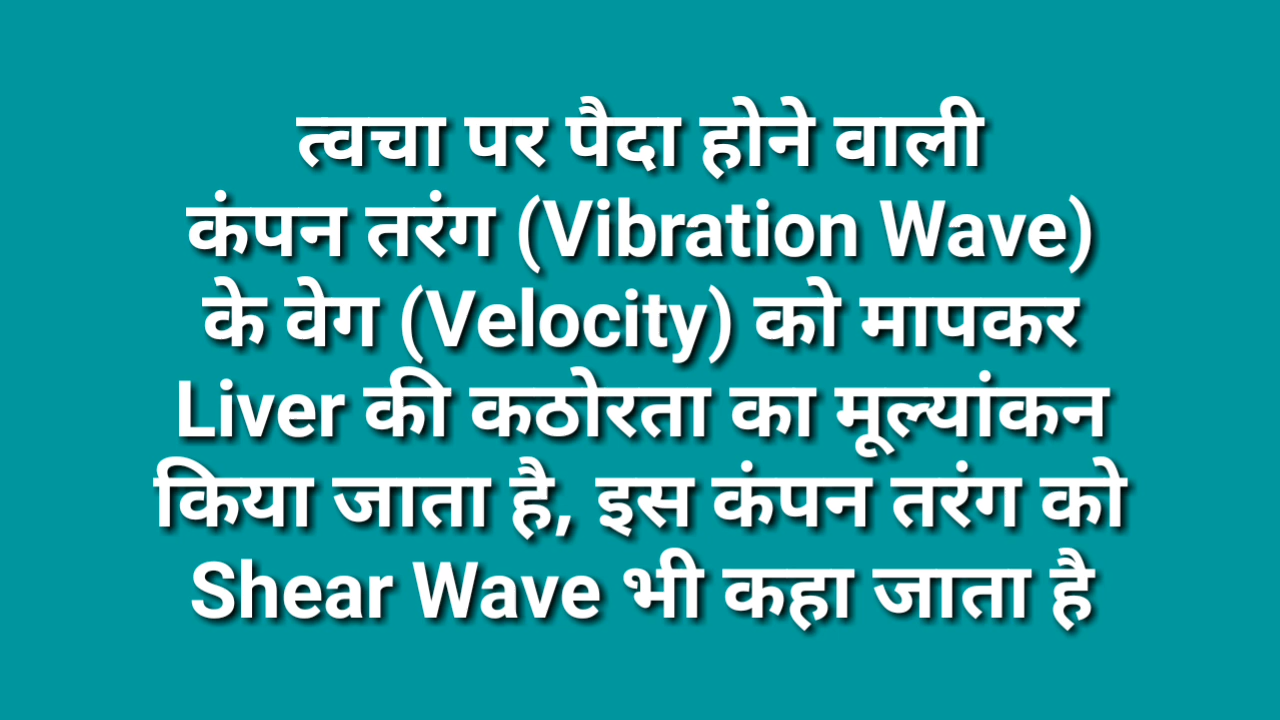 त्वचा पर पैदा होने वाली
कंपन तरंग (Vibration Wave)
के वेग (Velocity) को मापकर
Liver की कठोरता का मूल्यांकन
किया जाता है, इस कंपन तरंग को
Shear Wave भी कहा जाता है